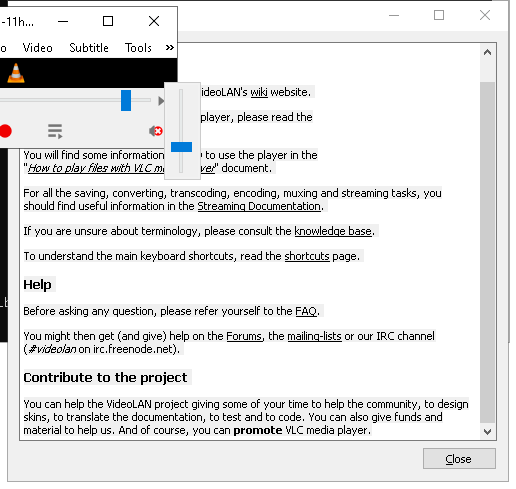 -11h...
o Video Subtitle Tools »
ideoLAN's wiki website.
player, please read the
You will find some information to use the player in the
"How to play files with VLC me er" document.
For all the saving, converting, transcoding, encoding, muxing and streaming tasks, you
should find useful information in the Streaming Documentation.
If you are unsure about terminology, please consult the knowledge base.
To understand the main keyboard shortcuts, read the shortcuts page.
Help
Before asking any question, please refer yourself to the FAQ.
You might then get (and give) help on the Forums, the mailing-lists or our IRC channel
(#videolan on irc.freenode.net).
Contribute to the project
You can help the VideoLAN project giving some of your time to help the community, to design
skins, to translate the documentation, to test and to code. You can also give funds and
material to help us. And of course, you can promote VLC media player.
Close